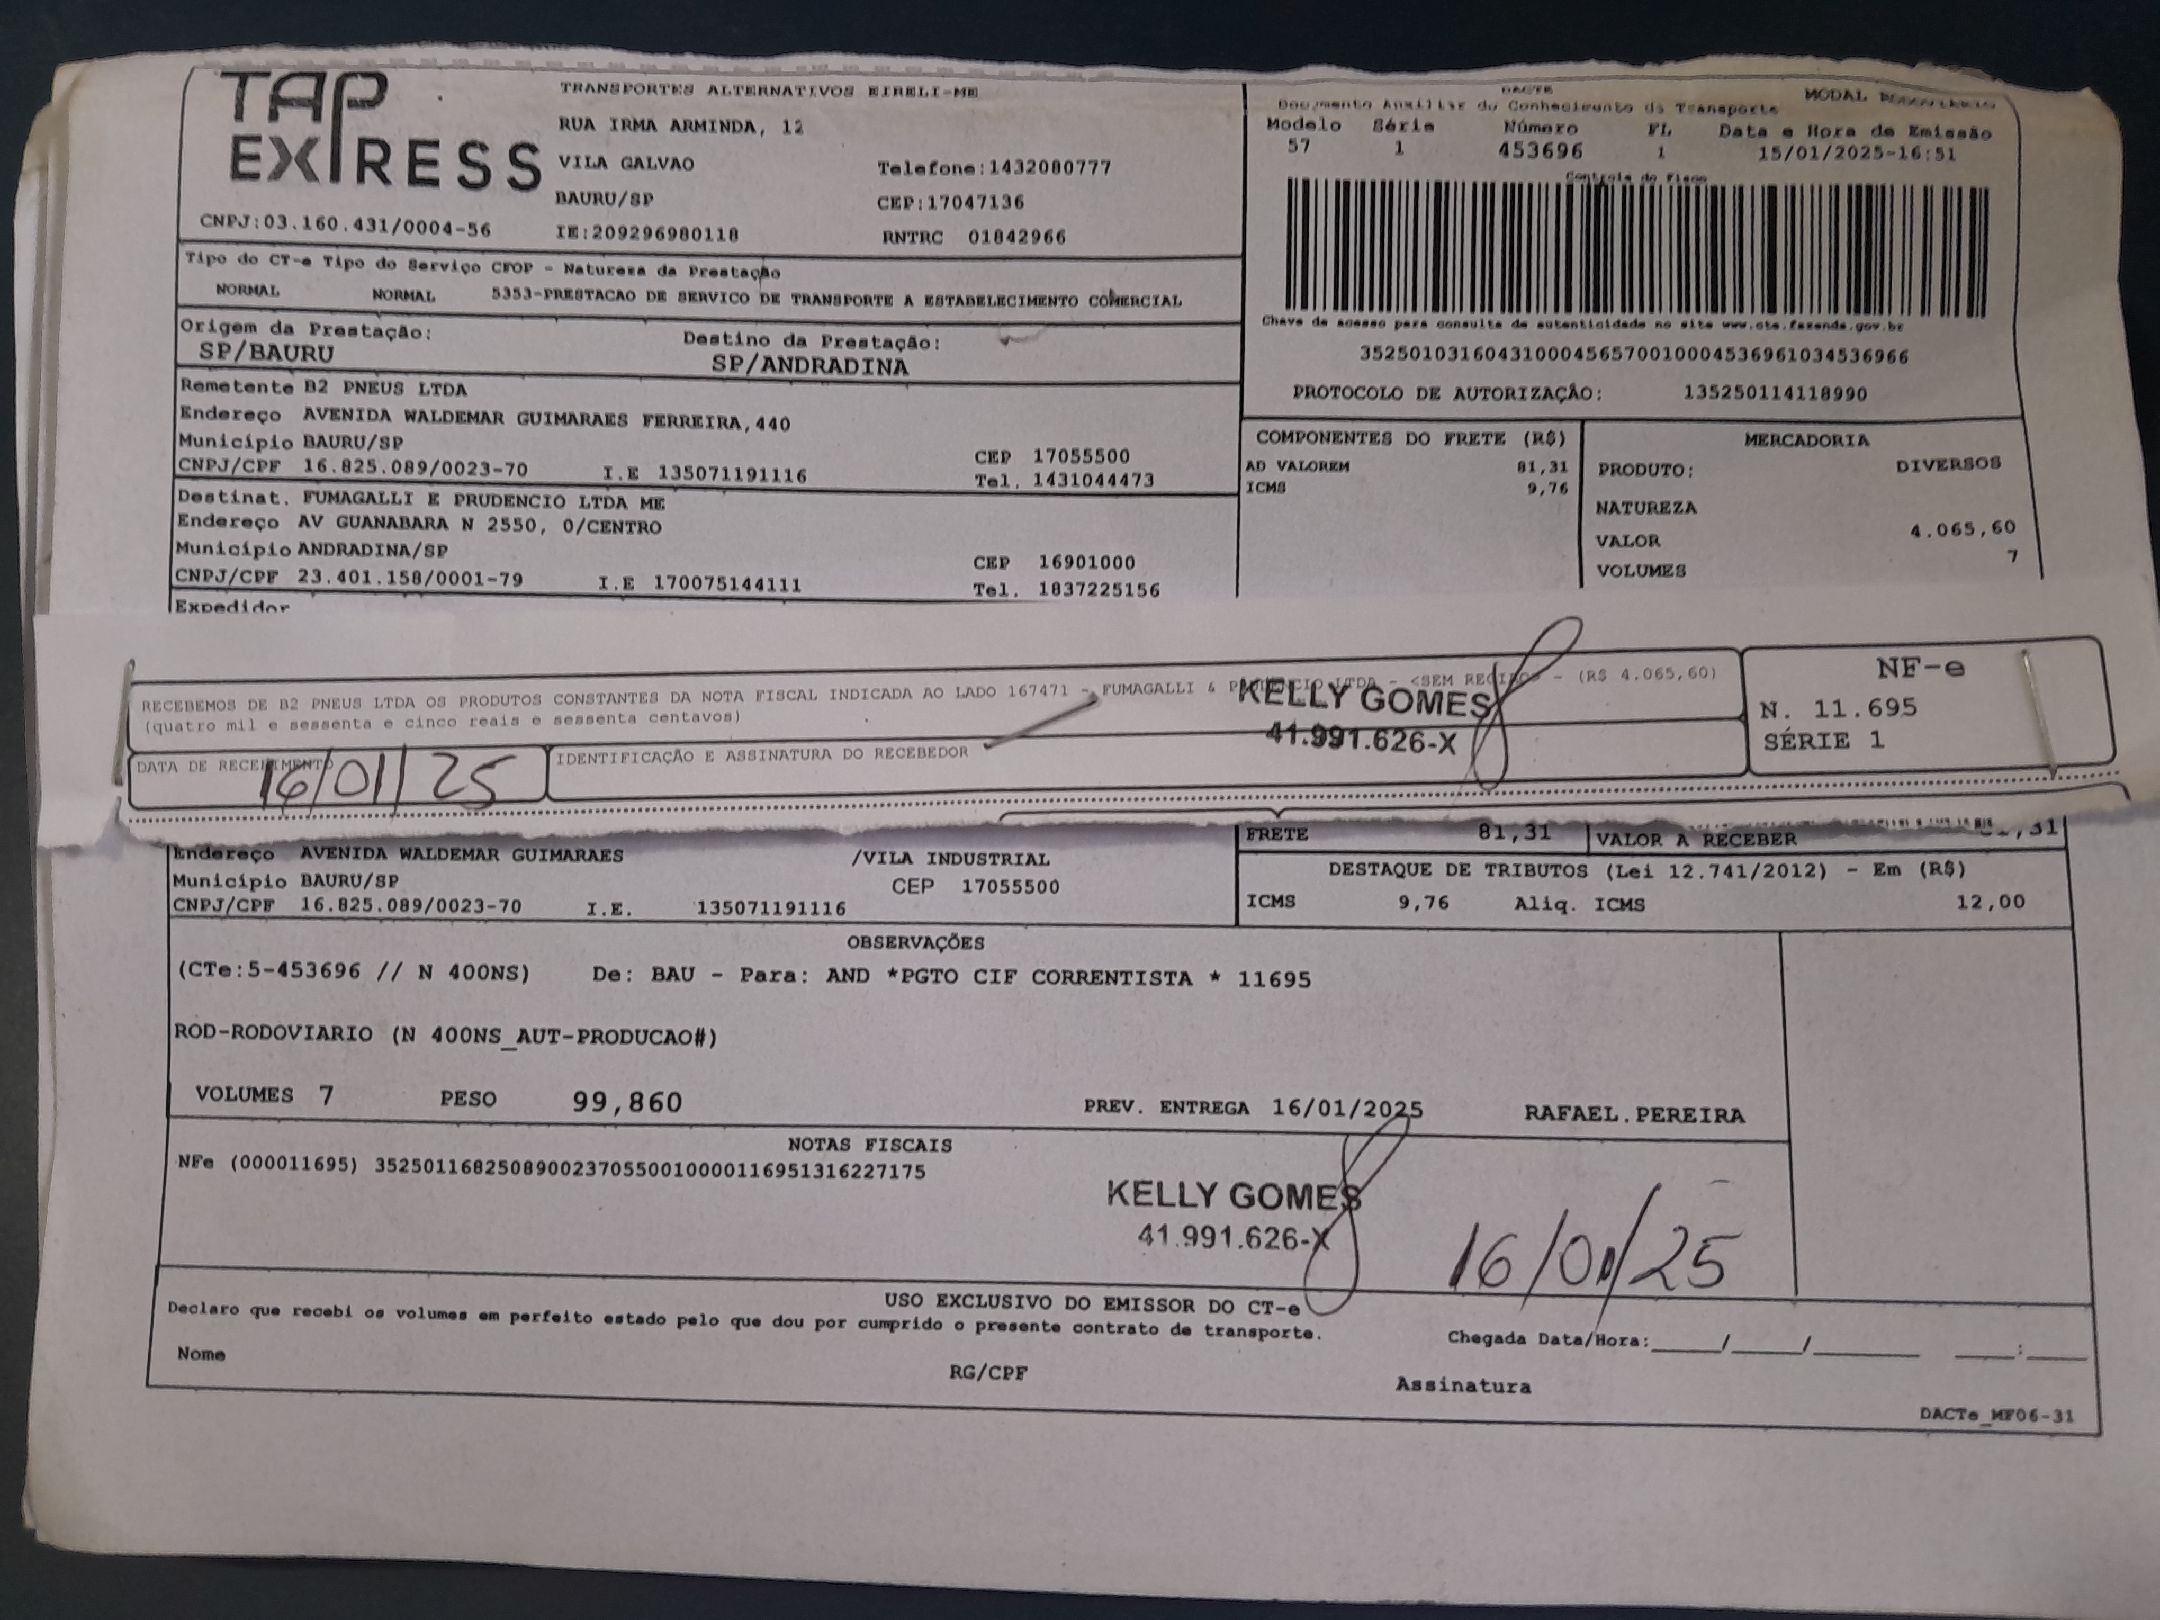 TAP EXPRESS
TRANSPORTES ALTERNATIVOS EIRELI-ME
RUA IRMA ARMINDA, 12
VILA GALVAO Telefone:1432080777
BAURU/SP CEP:17047136
CNPJ:03.160.431/0004-56 IE:209296980118 RNTRC 01842966
DACTE MODAL RODOVIARIO
Documento Auxiliar do Conhecimento de Transporte
Modelo Série Número FL Data e Hora de Emissão
57 1 453696 1 15/01/2025-16:51
Controle do Fisco
Chave de acesso para consulta de autenticidade no site www.cte.fazenda.gov.br
35250103160431000456570010004536961034536966
PROTOCOLO DE AUTORIZAÇÃO: 135250114118990
Tipo do CT-e Tipo do Serviço CFOP - Natureza da Prestação
NORMAL NORMAL 5353-PRESTACAO DE SERVICO DE TRANSPORTE A ESTABELECIMENTO COMERCIAL
Origem da Prestação: Destino da Prestação:
SP/BAURU SP/ANDRADINA
Remetente B2 PNEUS LTDA
Endereço AVENIDA WALDEMAR GUIMARAES FERREIRA,440
Município BAURU/SP CEP 17055500
CNPJ/CPF 16.825.089/0023-70 I.E 135071191116 Tel. 1431044473
Destinat. FUMAGALLI E PRUDENCIO LTDA ME
Endereço AV GUANABARA N 2550, 0/CENTRO
Município ANDRADINA/SP CEP 16901000
CNPJ/CPF 23.401.158/0001-79 I.E 170075144111 Tel. 1837225156
Expedidor
COMPONENTES DO FRETE (R$)
AD VALOREM 81,31
ICMS 9,76
MERCADORIA
PRODUTO: DIVERSOS
NATUREZA
VALOR 4.065,60
VOLUMES 7
RECEBEMOS DE B2 PNEUS LTDA OS PRODUTOS CONSTANTES DA NOTA FISCAL INDICADA AO LADO 167471 - FUMAGALLI & PRUDENCIO LTDA - <SEM RECIBO> - (R$ 4.065,60)
(quatro mil e sessenta e cinco reais e sessenta centavos)
KELLY GOMES
41.991.626-X
DATA DE RECEBIMENTO IDENTIFICAÇÃO E ASSINATURA DO RECEBEDOR
16/01/25
NF-e
N. 11.695
SÉRIE 1
FRETE 81,31 VALOR A RECEBER 81,31
Endereço AVENIDA WALDEMAR GUIMARAES /VILA INDUSTRIAL
Município BAURU/SP CEP 17055500
CNPJ/CPF 16.825.089/0023-70 I.E. 135071191116
DESTAQUE DE TRIBUTOS (Lei 12.741/2012) - Em (R$)
ICMS 9,76 Aliq. ICMS 12,00
OBSERVAÇÕES
(CTe:5-453696 // N 400NS) De: BAU - Para: AND *PGTO CIF CORRENTISTA * 11695
ROD-RODOVIARIO (N 400NS_AUT-PRODUCAO#)
VOLUMES 7 PESO 99,860 PREV. ENTREGA 16/01/2025 RAFAEL.PEREIRA
NOTAS FISCAIS
NFe (000011695) 35250116825089002370550010000116951316227175
KELLY GOMES
41.991.626-X
16/01/25
USO EXCLUSIVO DO EMISSOR DO CT-e
Declaro que recebi os volumes em perfeito estado pelo que dou por cumprido o presente contrato de transporte.
Chegada Data/Hora:_____/_____/________ ____:____
Nome RG/CPF Assinatura
DACTe_MF06-31